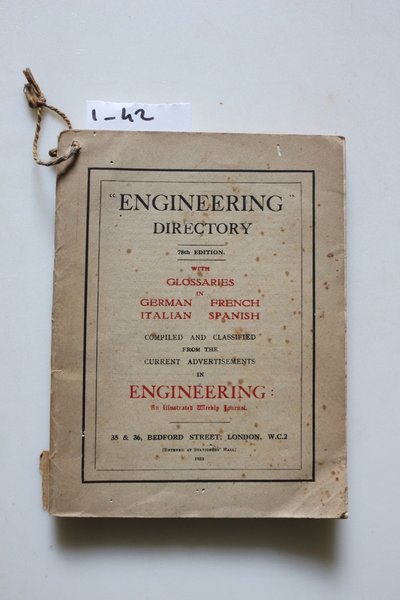 1-42
"ENGINEERING"
DIRECTORY
78th EDITION.
WITH
GLOSSARIES
IN
GERMAN FRENCH
ITALIAN SPANISH
COMPILED AND CLASSIFIED
FROM THE
CURRENT ADVERTISEMENTS
IN
ENGINEERING:
An Illustrated Weekly Journal.
35 & 36, BEDFORD STREET, LONDON, W.C.2
[ENTERED AT STATIONERS' HALL]